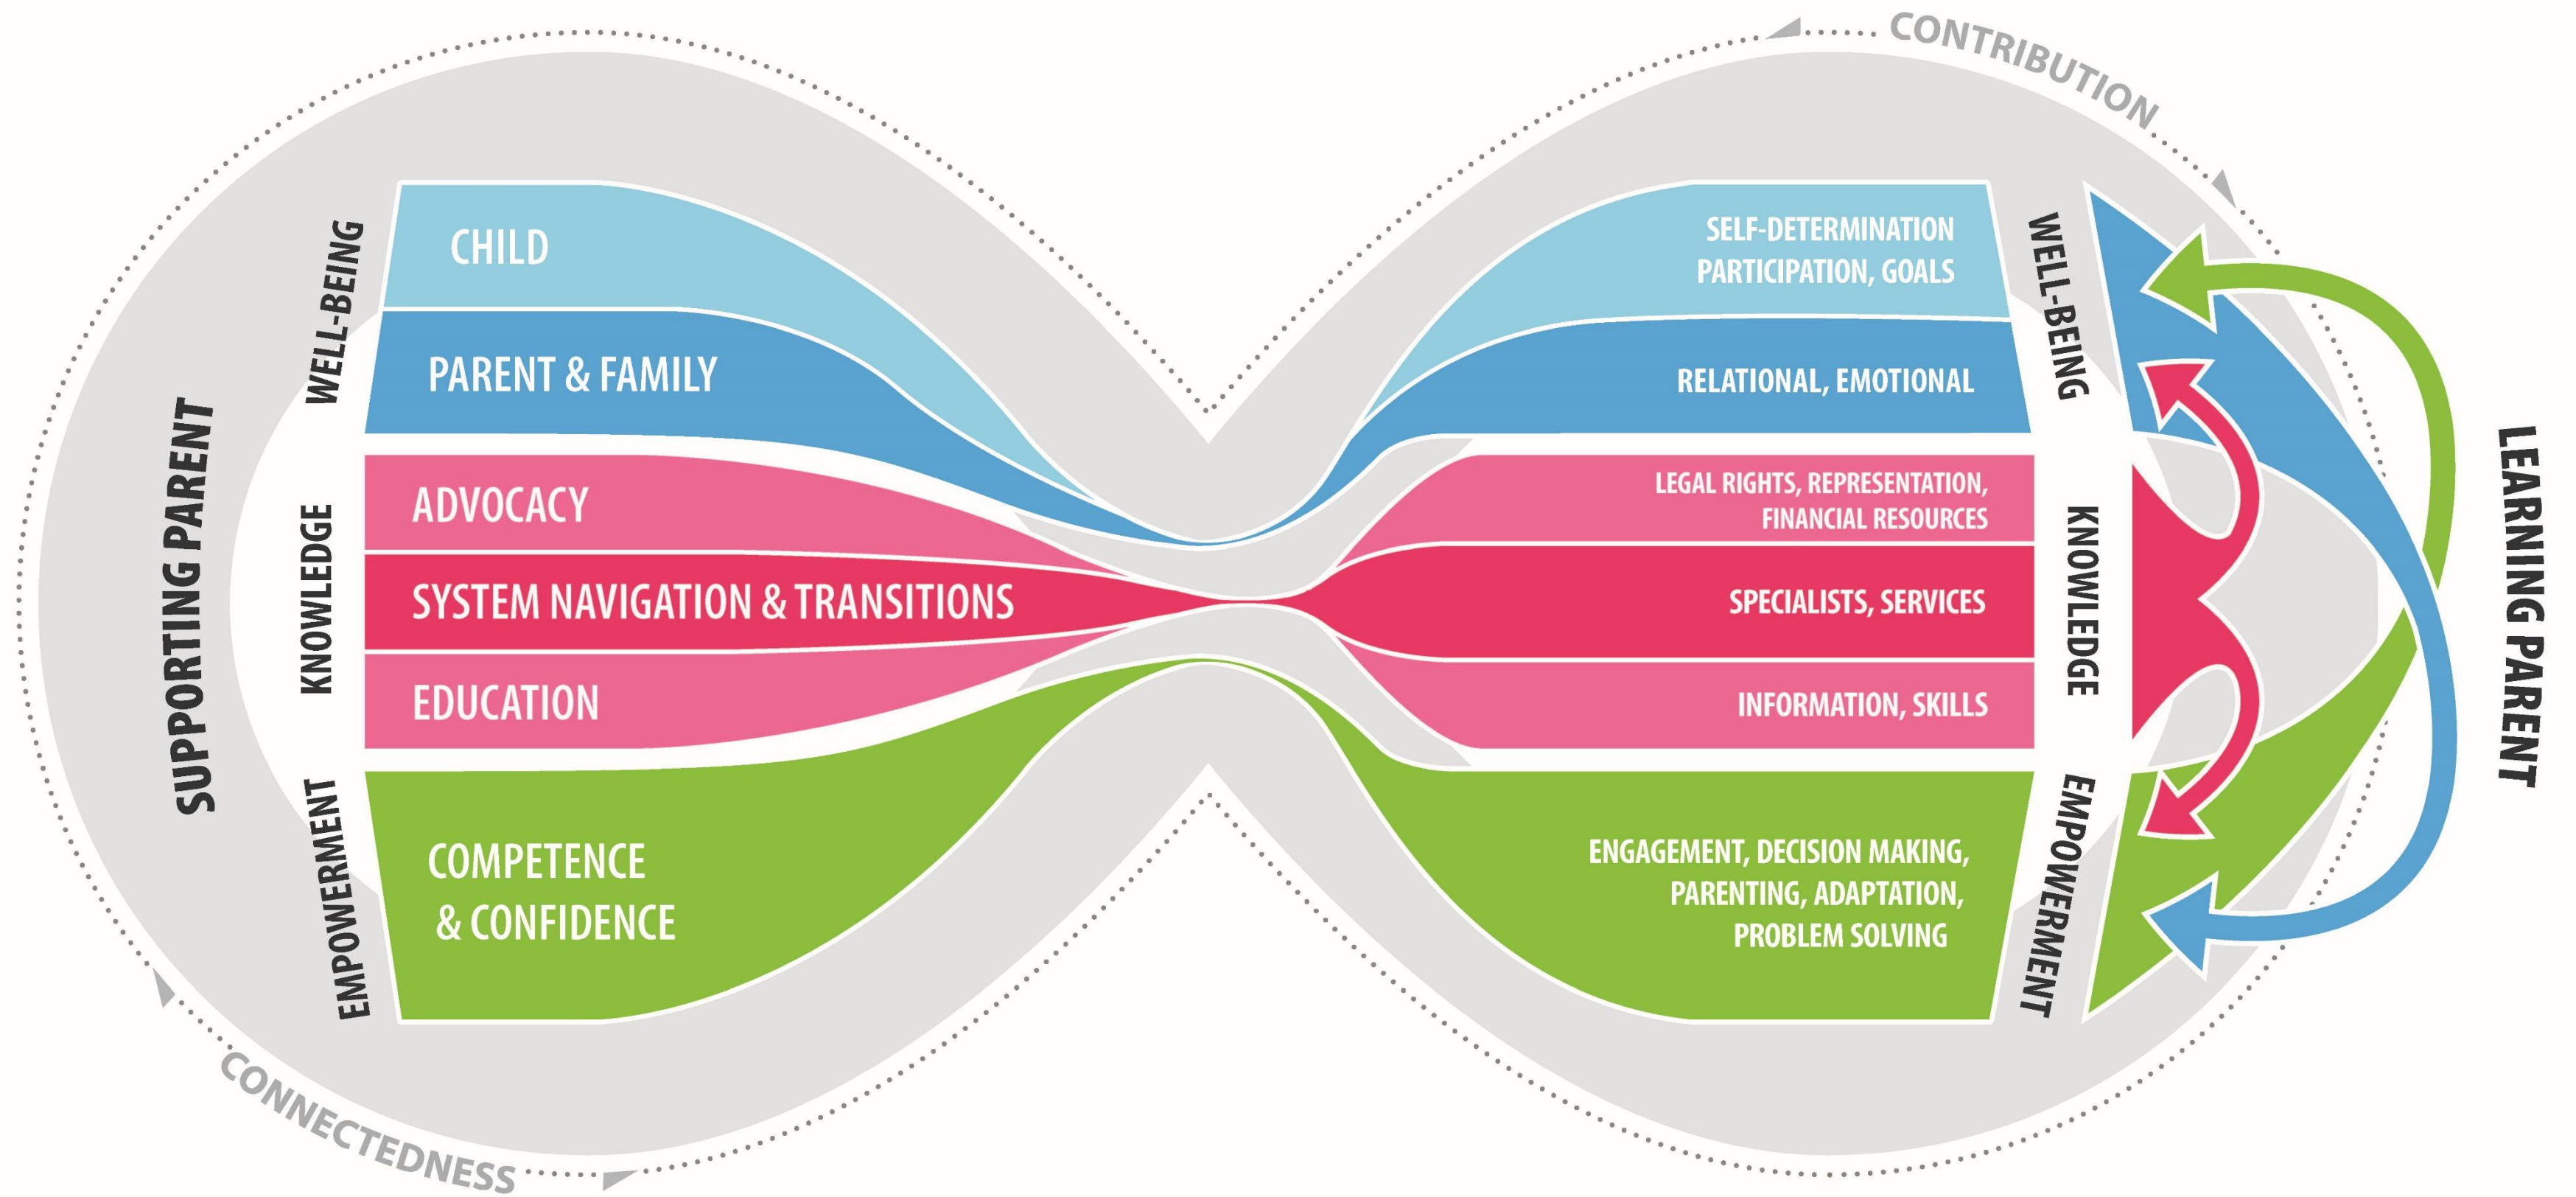 CONTRIBUTION
SUPPORTING PARENT
WELL-BEING
CHILD
PARENT & FAMILY
KNOWLEDGE
ADVOCACY
SYSTEM NAVIGATION & TRANSITIONS
EDUCATION
EMPOWERMENT
COMPETENCE
& CONFIDENCE
CONNECTEDNESS
SELF-DETERMINATION
PARTICIPATION, GOALS
RELATIONAL, EMOTIONAL
WELL-BEING
LEGAL RIGHTS, REPRESENTATION,
FINANCIAL RESOURCES
SPECIALISTS, SERVICES
INFORMATION, SKILLS
KNOWLEDGE
ENGAGEMENT, DECISION MAKING,
PARENTING, ADAPTATION,
PROBLEM SOLVING
EMPOWERMENT
LEARNING PARENT